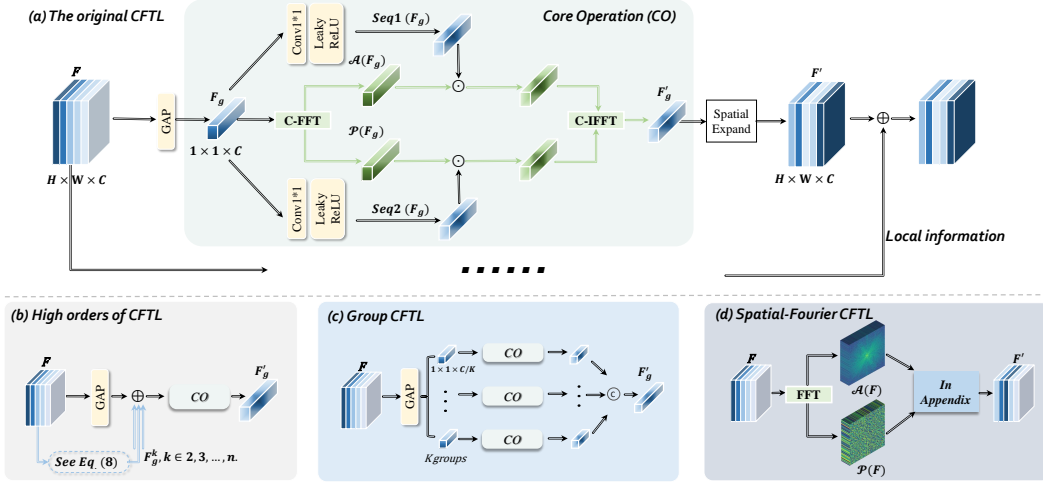 (a) The original CFTL
Core Operation (CO)
F
H × W × C
GAP
F_g
1 × 1 × C
Conv1*1
Leaky
ReLU
Seq1 (F_g)
𝒜(F_g)
C-FFT
𝒫(F_g)
Conv1*1
Leaky
ReLU
Seq2 (F_g)
C-IFFT
F'_g
Spatial
Expand
F'
H × W × C
Local information
(b) High orders of CFTL
F
GAP
CO
F'_g
See Eq. (8)
F_g^k, k ∈ 2, 3, ..., n.
(c) Group CFTL
F
GAP
1 × 1 × C/K
CO
CO
CO
K groups
C
F'_g
(d) Spatial-Fourier CFTL
F
FFT
𝒜(F)
𝒫(F)
In
Appendix
F'